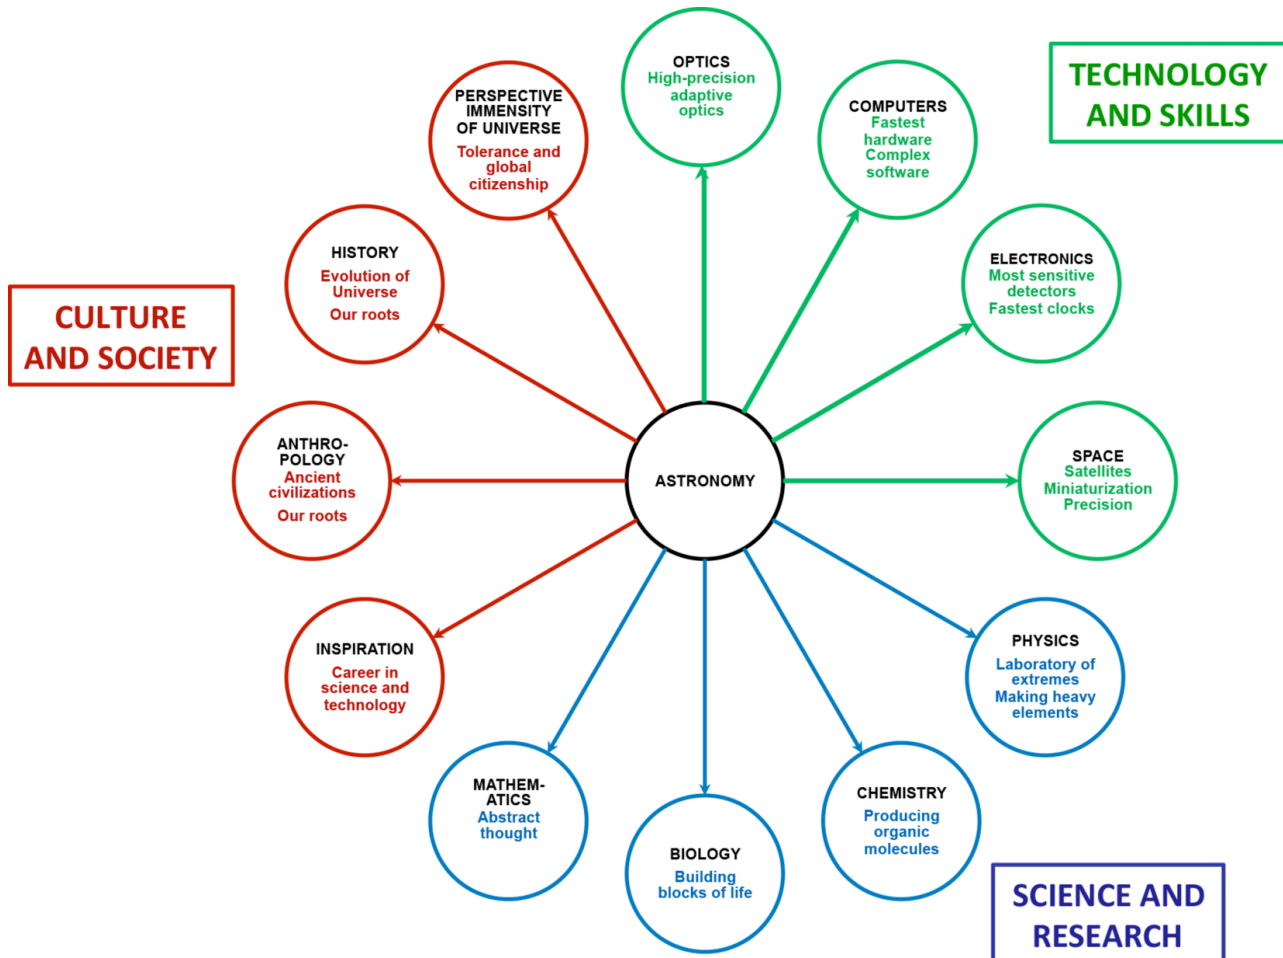 OPTICS
High-precision
adaptive
optics
TECHNOLOGY
AND SKILLS
PERSPECTIVE
IMMENSITY
OF UNIVERSE
Tolerance and
global
citizenship
COMPUTERS
Fastest
hardware
Complex
software
HISTORY
Evolution of
Universe
Our roots
ELECTRONICS
Most sensitive
detectors
Fastest clocks
CULTURE
AND SOCIETY
ANTHRO-
POLOGY
Ancient
civilizations
Our roots
ASTRONOMY
SPACE
Satellites
Miniaturization
Precision
INSPIRATION
Career in
science and
technology
PHYSICS
Laboratory of
extremes
Making heavy
elements
MATHEM-
ATICS
Abstract
thought
BIOLOGY
Building
blocks of life
CHEMISTRY
Producing
organic
molecules
SCIENCE AND
RESEARCH